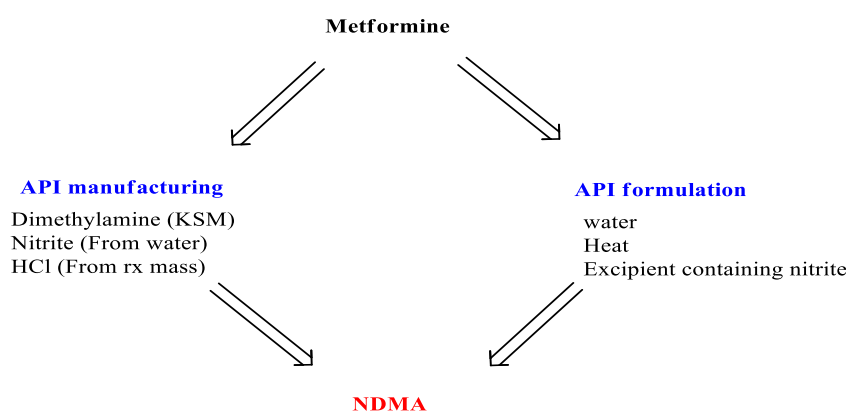 Metformine
API manufacturing
Dimethylamine (KSM)
Nitrite (From water)
HCl (From rx mass)
API formulation
water
Heat
Excipient containing nitrite
NDMA